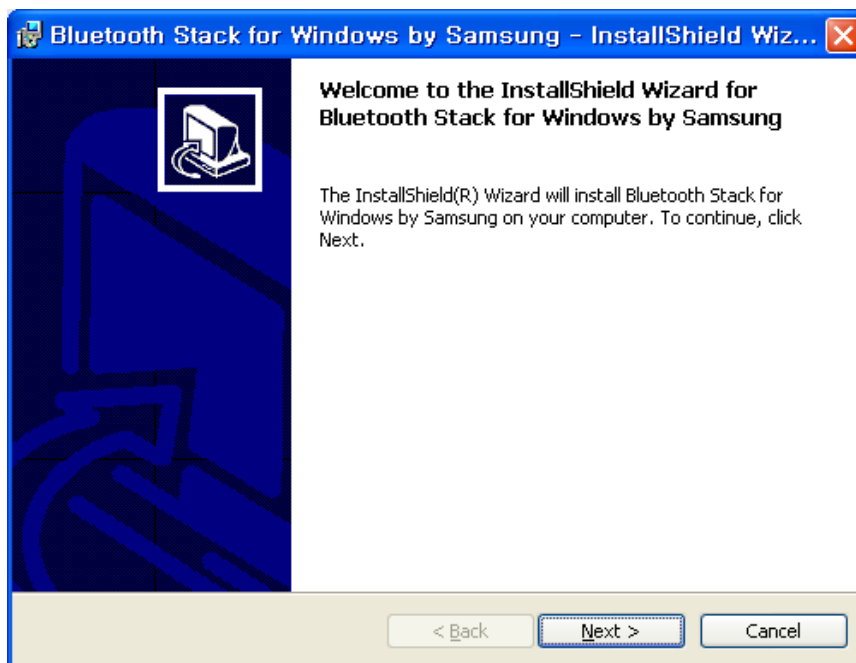 Bluetooth Stack for Windows by Samsung - InstallShield Wiz...
Welcome to the InstallShield Wizard for
Bluetooth Stack for Windows by Samsung
The InstallShield(R) Wizard will install Bluetooth Stack for
Windows by Samsung on your computer. To continue, click
Next.
< Back
Next >
Cancel